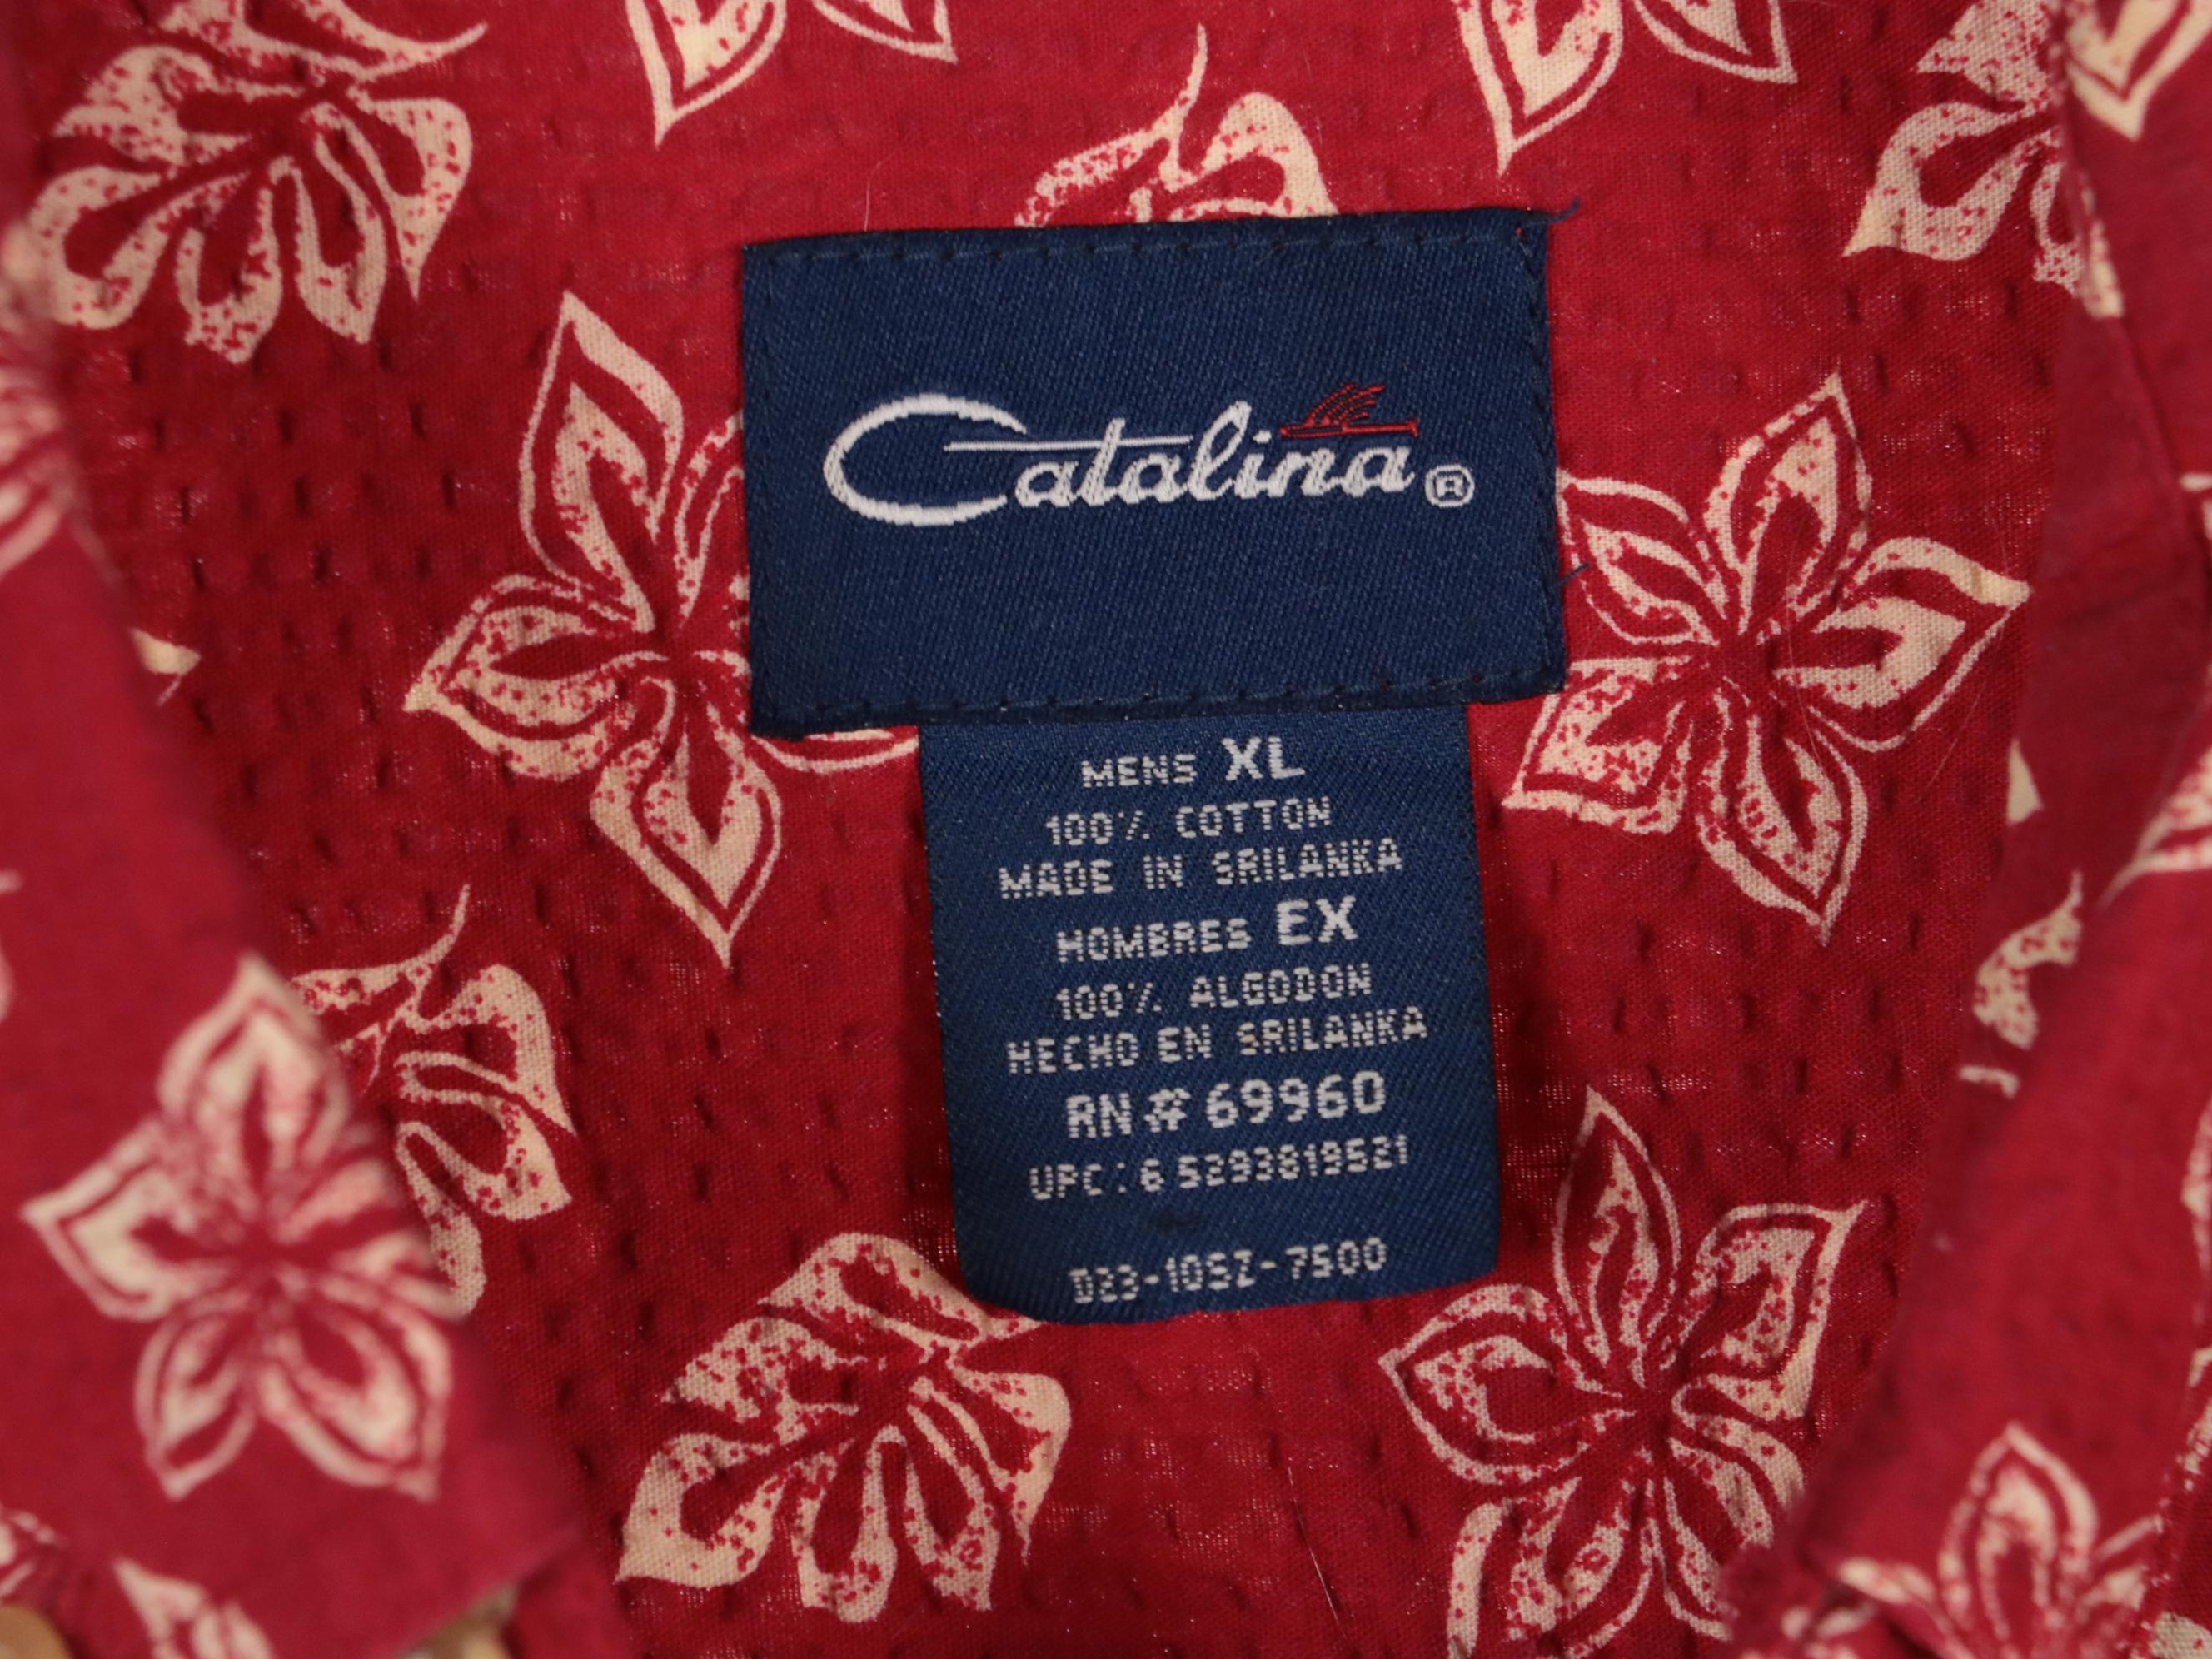 Catalina®
MENS XL
100% COTTON
MADE IN SRILANKA
HOMBRES EX
100% ALGODON
HECHO EN SRILANKA
RN# 69960
UPC: 6 5293819521
D23-10SZ-7500